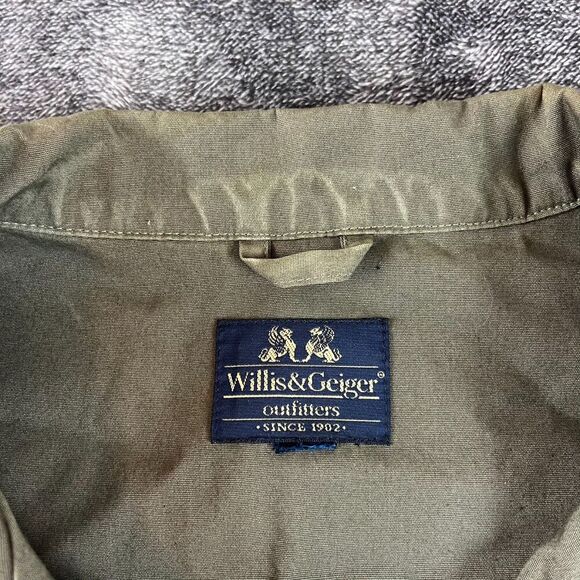 Willis&Geiger®
outfitters
• SINCE 1902 •